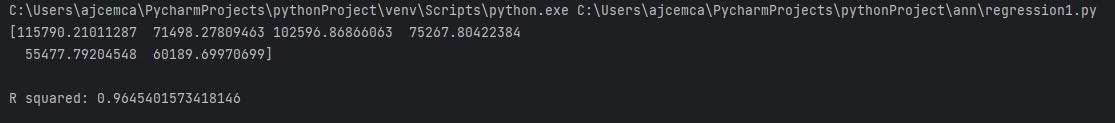 C:\Users\ajcemca\PycharmProjects\pythonProject\venv\Scripts\python.exe C:\Users\ajcemca\PycharmProjects\pythonProject\ann\regression1.py
[115790.21011287  71498.27809463 102596.86866063  75267.80422384
  55477.79204548  60189.69970699]
R squared: 0.9645401573418146